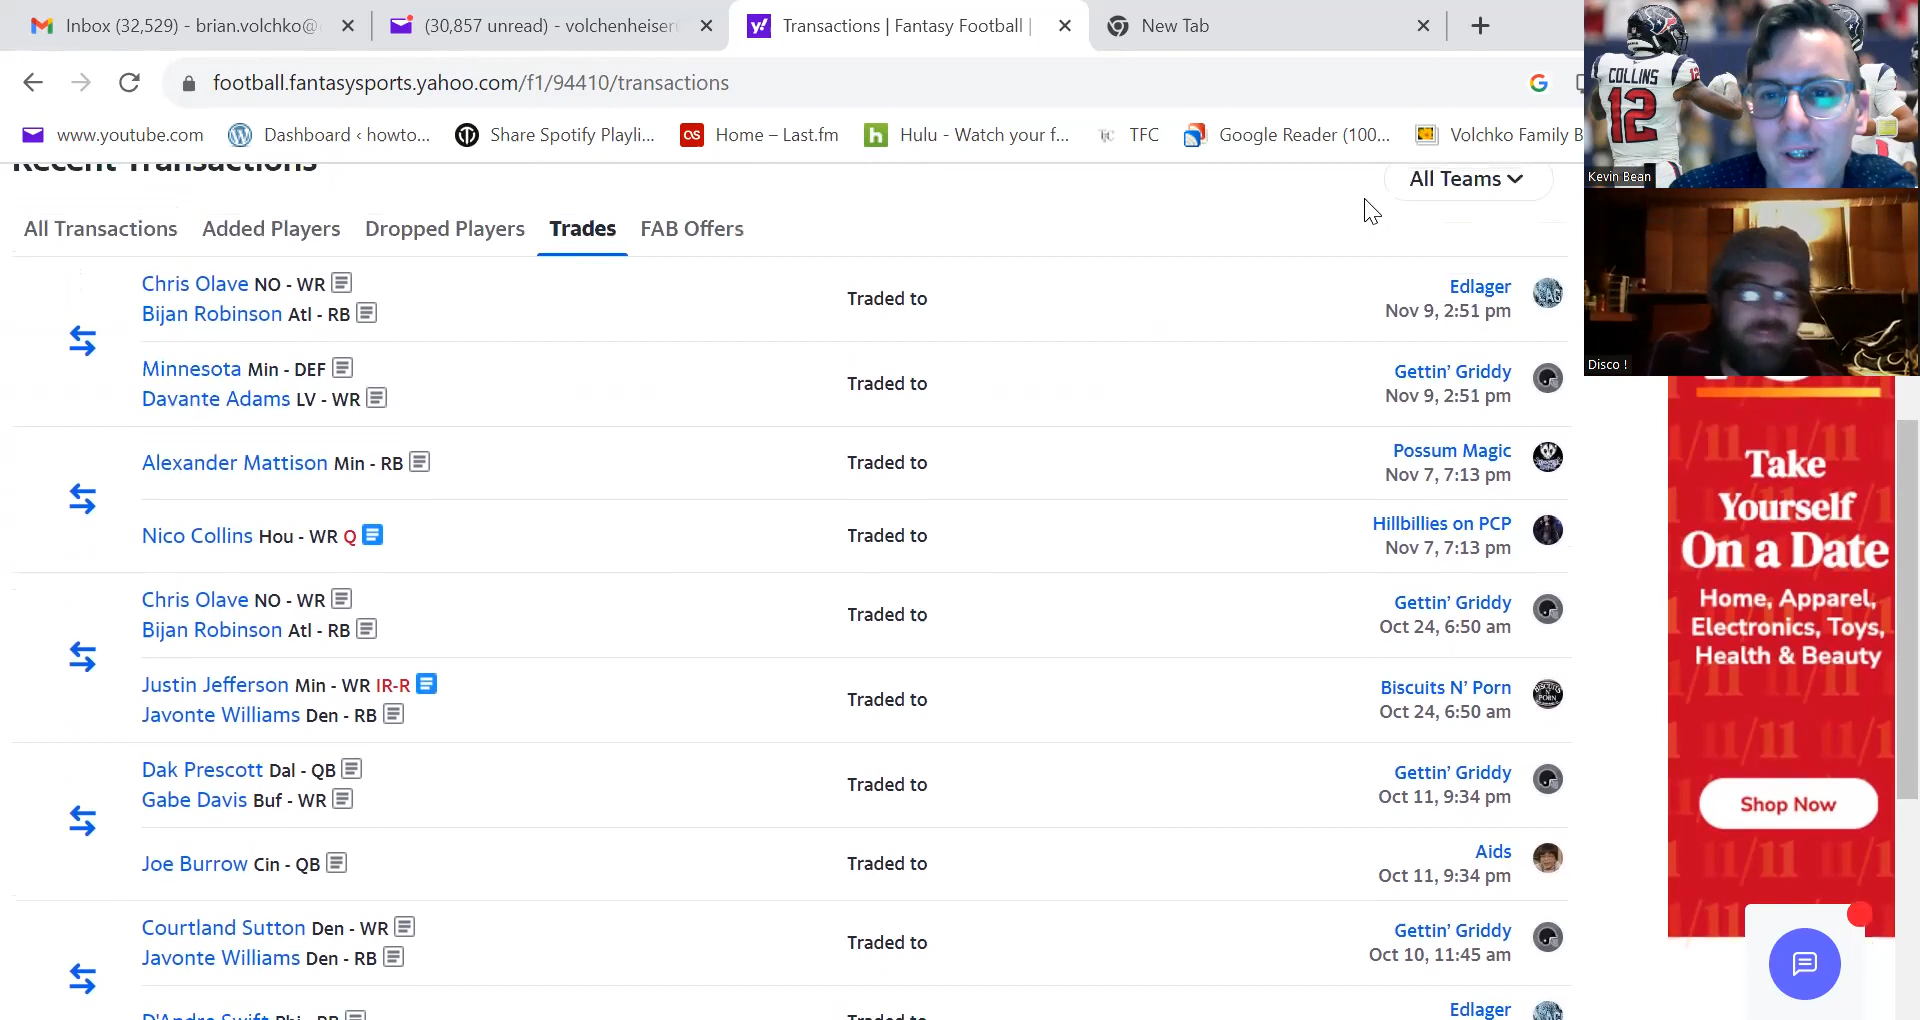 Inbox (32,529) - brian.volchko@
(30,857 unread) - volchenheiser
Transactions | Fantasy Football |
New Tab
football.fantasysports.yahoo.com/f1/94410/transactions
www.youtube.com
Dashboard ‹ howto...
Share Spotify Playli...
Home – Last.fm
Hulu - Watch your f...
TFC
Google Reader (100...
Volchko Family B
COLLINS
12
Kevin Bean
Disco !
Recent Transactions
All Teams
All Transactions
Added Players
Dropped Players
Trades
FAB Offers
Chris Olave NO - WR
Bijan Robinson Atl - RB
Traded to
Edlager
Nov 9, 2:51 pm
Minnesota Min - DEF
Davante Adams LV - WR
Traded to
Gettin' Griddy
Nov 9, 2:51 pm
Alexander Mattison Min - RB
Traded to
Possum Magic
Nov 7, 7:13 pm
Nico Collins Hou - WR Q
Traded to
Hillbillies on PCP
Nov 7, 7:13 pm
Chris Olave NO - WR
Bijan Robinson Atl - RB
Traded to
Gettin' Griddy
Oct 24, 6:50 am
Justin Jefferson Min - WR IR-R
Javonte Williams Den - RB
Traded to
Biscuits N' Porn
Oct 24, 6:50 am
Dak Prescott Dal - QB
Gabe Davis Buf - WR
Traded to
Gettin' Griddy
Oct 11, 9:34 pm
Joe Burrow Cin - QB
Traded to
Aids
Oct 11, 9:34 pm
Courtland Sutton Den - WR
Javonte Williams Den - RB
Traded to
Gettin' Griddy
Oct 10, 11:45 am
D'Andre Swift Phi - RB
Traded to
Edlager
Take
Yourself
On a Date
Home, Apparel,
Electronics, Toys,
Health & Beauty
Shop Now